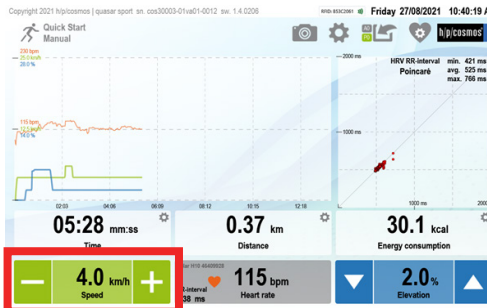 Copyright 2021 h/p/cosmos | quasar sport sn. cos30003-01va01-0012 sw. 1.4.0206
Friday 27/08/2021 10:40:19 A
Quick Start
Manual
h/p/cosmos
230 bpm
25.0 km/h
28.0 %
2000 ms
HRV RR-interval
Poincaré
min. 421 ms
avg. 525 ms
max. 766 ms
115 bpm
14.0 %
1000 ms
02:03 04:06 06:09 08:12 10:15 12:18
1000 ms 2000
05:28 mm:ss
Time
0.37 km
Distance
30.1 kcal
Energy consumption
4.0 km/h
Speed
R-interval
38 ms
115 bpm
Heart rate
2.0 %
Elevation